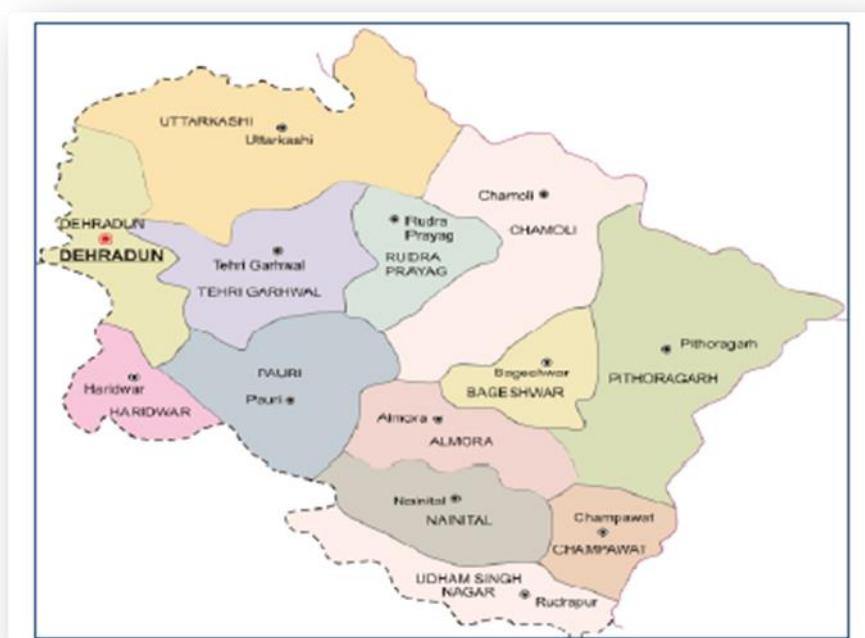 UTTARKASHI
Uttarkashi
Chamoli
CHAMOLI
DEHRADUN
DEHRADUN
Rudra
Prayag
RUDRA
PRAYAG
Tehri Garhwal
TEHRI GARHWAL
Pithoragarh
PITHORAGARH
Bageshwar
BAGESHWAR
PAURI
Pauri
Haridwar
HARIDWAR
Almora
ALMORA
Nainital
NAINITAL
Champawat
CHAMPAWAT
UDHAM SINGH
NAGAR
Rudrapur